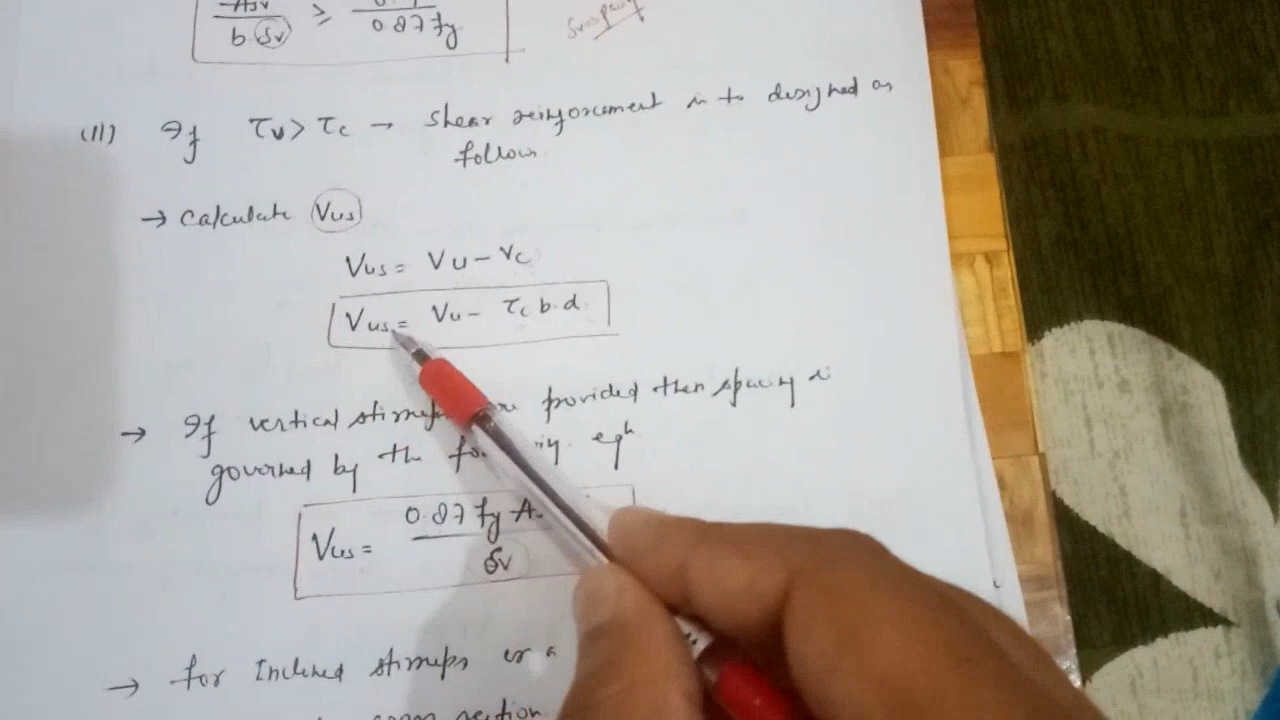 b Sv ≥ 0.87 fy
(II) If τv > τc → Shear reinforcement is to designed as
follow
→ Calculate Vus
Vus = Vu - Vc
Vus = Vu - τc b.d.
→ If vertical stirrups provided then spacing is
governed by the eqn
Vus = 0.87 fy A
Sv
→ for Inclined stirrups or a
section